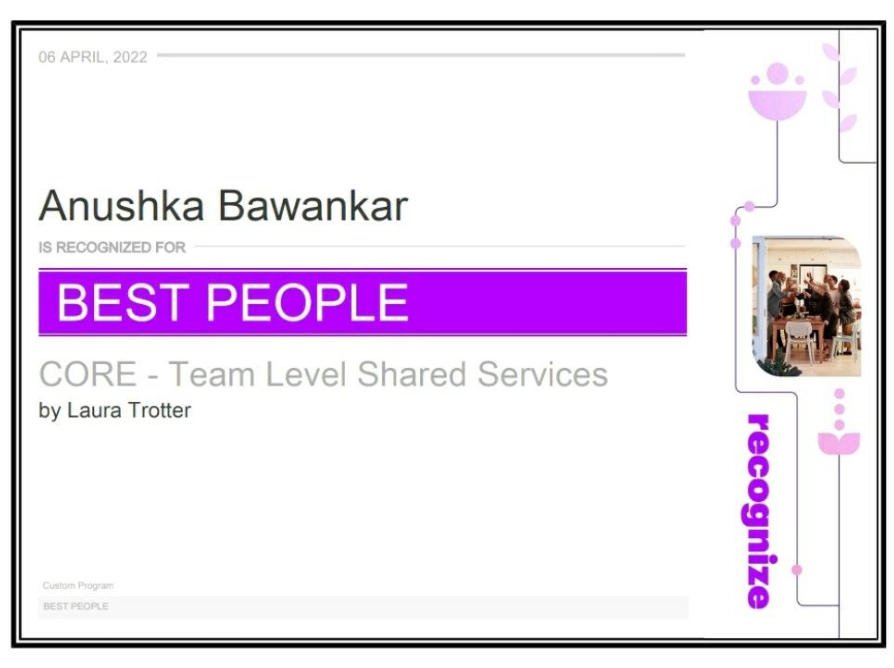 06 APRIL, 2022
Anushka Bawankar
IS RECOGNIZED FOR
BEST PEOPLE
CORE - Team Level Shared Services
by Laura Trotter
recognize
Custom Program
BEST PEOPLE